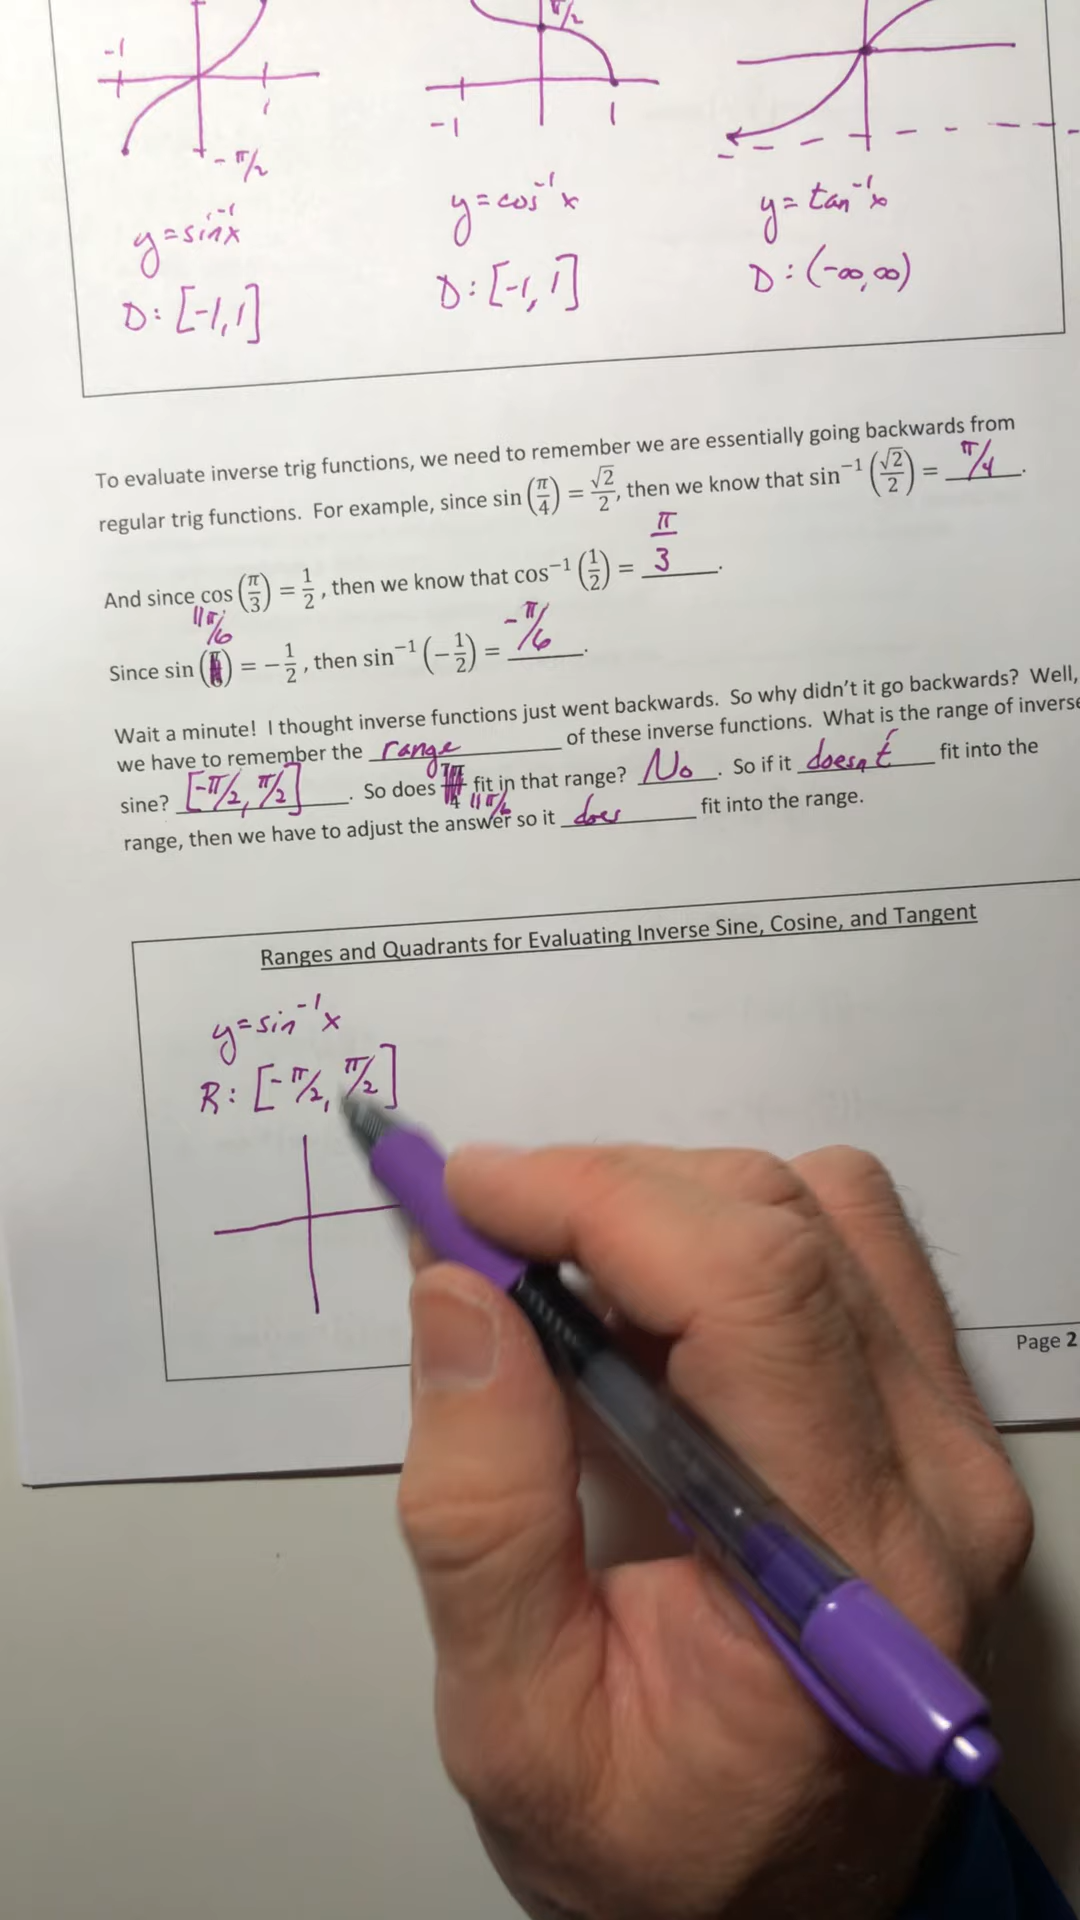 π/2
-1
1
-1
1
-π/2
y=sin⁻¹x
y=cos⁻¹x
y=tan⁻¹x
D: [-1,1]
D: [-1,1]
D: (-∞,∞)
To evaluate inverse trig functions, we need to remember we are essentially going backwards from
regular trig functions. For example, since sin(π/4) = √2/2, then we know that sin⁻¹(√2/2) = π/4.
And since cos(π/3) = 1/2, then we know that cos⁻¹(1/2) = π/3.
11π/6
Since sin( ) = -1/2, then sin⁻¹(-1/2) = -π/6.
Wait a minute! I thought inverse functions just went backwards. So why didn't it go backwards? Well,
we have to remember the range of these inverse functions. What is the range of inverse
sine? [-π/2, π/2]. So does 11π/6 fit in that range? No. So if it doesn't fit into the
range, then we have to adjust the answer so it does fit into the range.
Ranges and Quadrants for Evaluating Inverse Sine, Cosine, and Tangent
y=sin⁻¹x
R: [-π/2, π/2]
Page 2